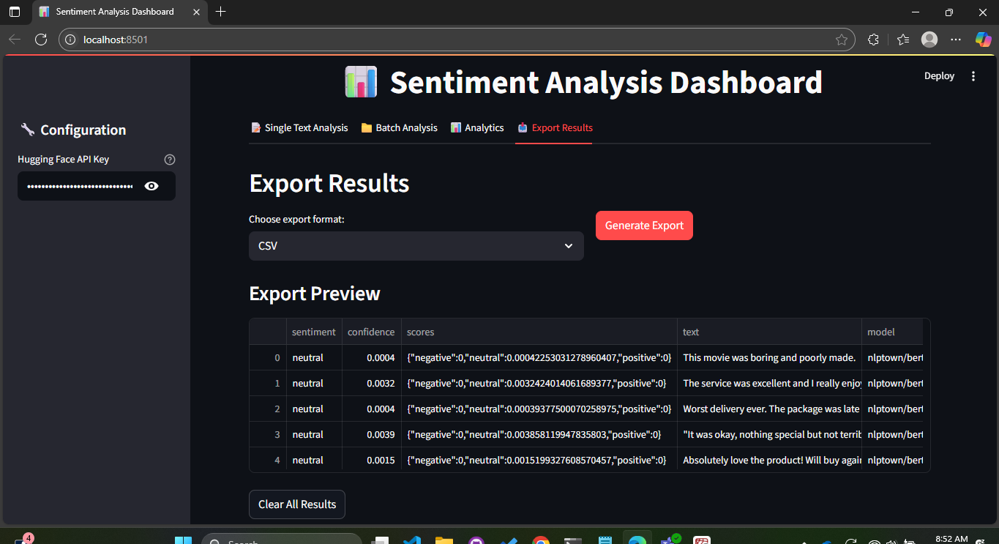 Sentiment Analysis Dashboard
localhost:8501
Deploy
Sentiment Analysis Dashboard
Configuration
Hugging Face API Key
Single Text Analysis
Batch Analysis
Analytics
Export Results
Export Results
Choose export format:
CSV
Generate Export
Export Preview
sentiment confidence scores text model
0 neutral 0.0004 {"negative":0,"neutral":0.00042253031278960407,"positive":0} This movie was boring and poorly made. nlptown/bert
1 neutral 0.0032 {"negative":0,"neutral":0.0032424014061689377,"positive":0} The service was excellent and I really enjoy nlptown/bert
2 neutral 0.0004 {"negative":0,"neutral":0.00039377500070258975,"positive":0} Worst delivery ever. The package was late nlptown/bert
3 neutral 0.0039 {"negative":0,"neutral":0.003858119947835803,"positive":0} "It was okay, nothing special but not terrib nlptown/bert
4 neutral 0.0015 {"negative":0,"neutral":0.0015199327608570457,"positive":0} Absolutely love the product! Will buy again nlptown/bert
Clear All Results
4
Search
8:52 AM